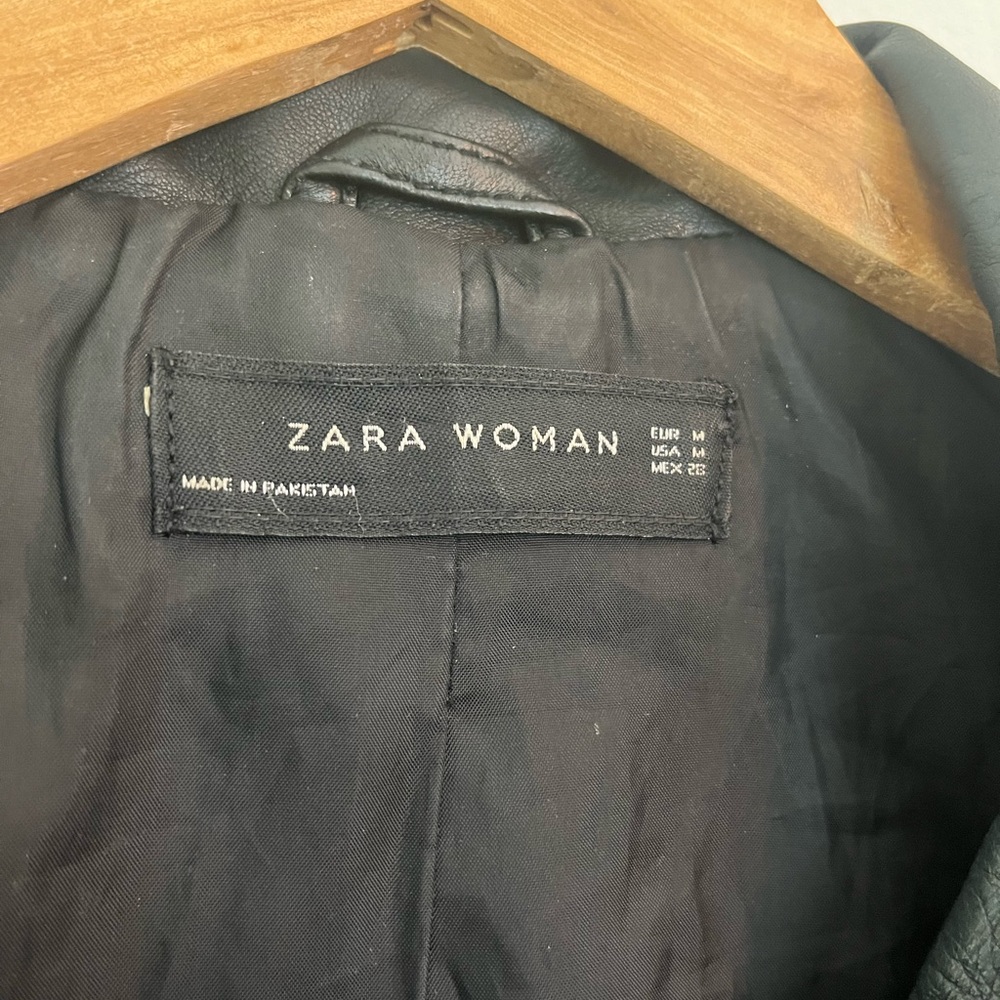 ZARA WOMAN
EUR M
USA M
MEX 28
MADE IN PAKISTAN